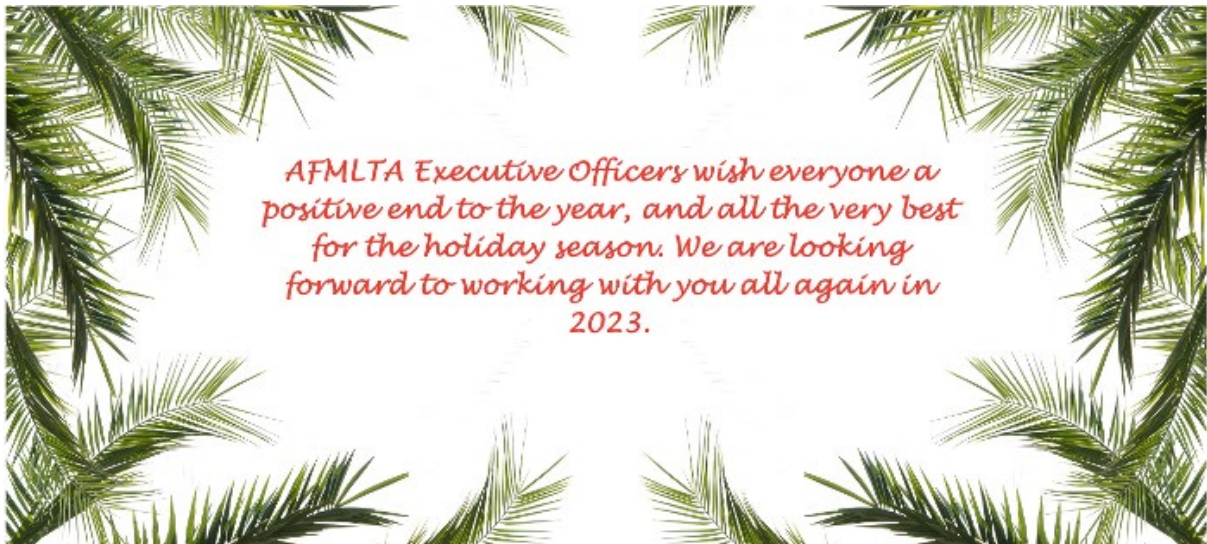 AFMLTA Executive Officers wish everyone a
positive end to the year, and all the very best
for the holiday season. We are looking
forward to working with you all again in
2023.